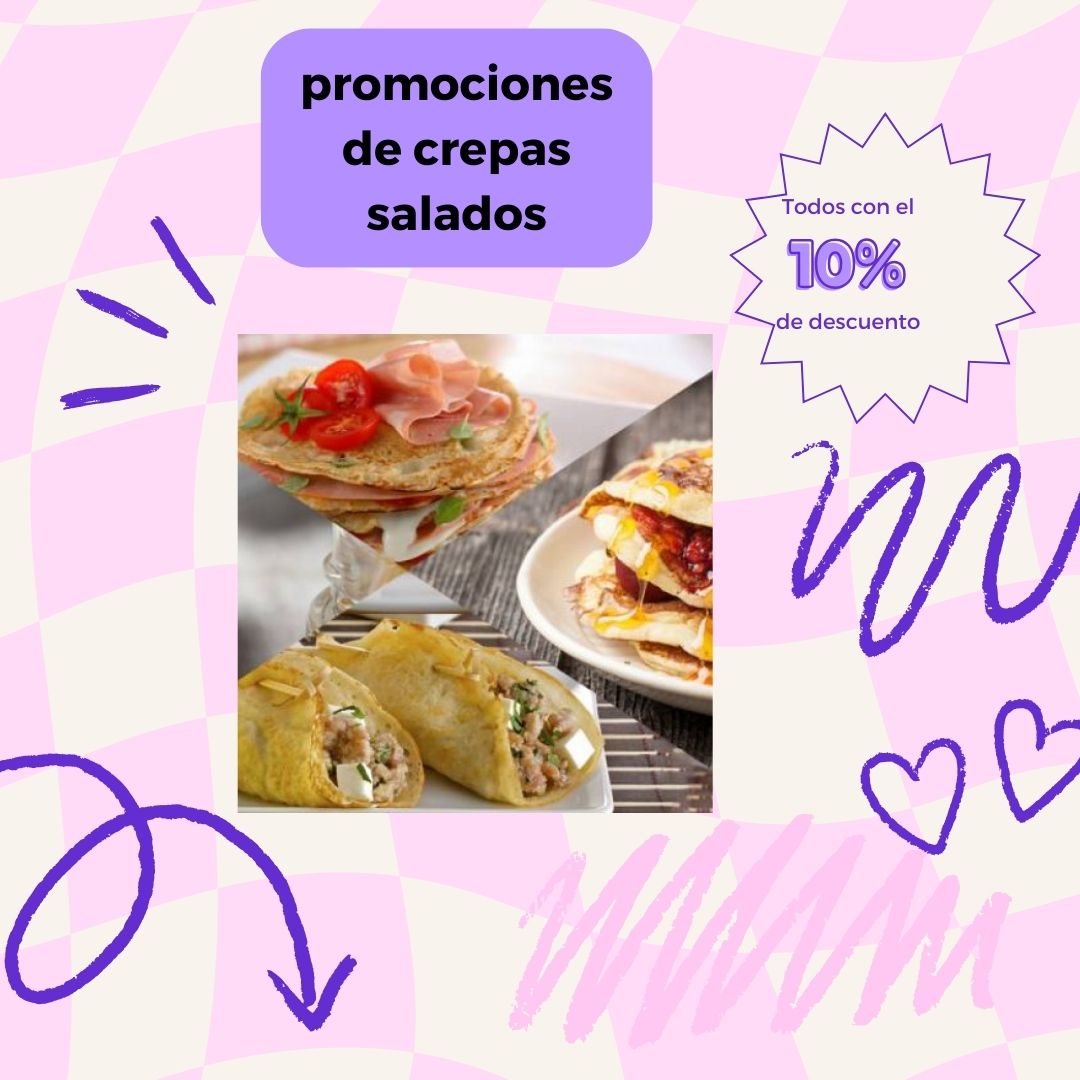 promociones
de crepas
salados
Todos con el
10%
de descuento